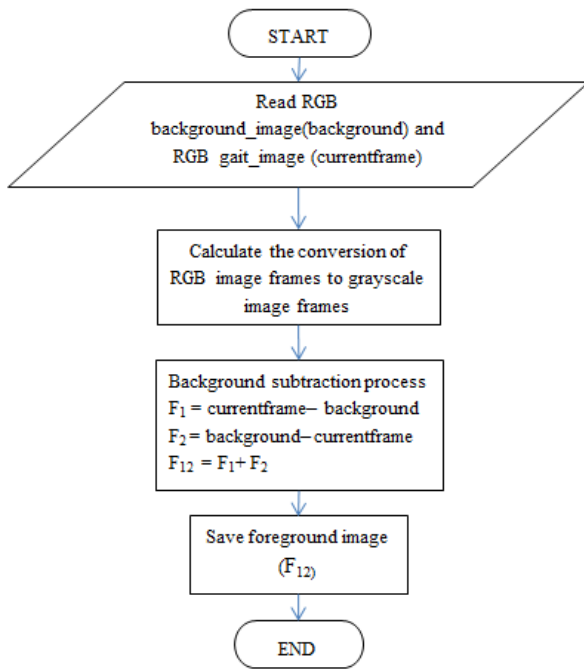 START
Read RGB
background_image(background) and
RGB gait_image (currentframe)
Calculate the conversion of
RGB image frames to grayscale
image frames
Background subtraction process
F₁ = currentframe– background
F₂ = background– currentframe
F₁₂ = F₁+ F₂
Save foreground image
(F₁₂)
END